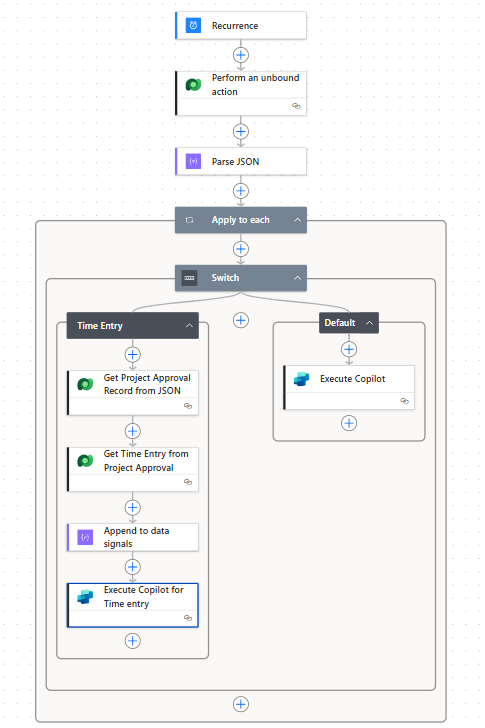 Recurrence
Perform an unbound
action
Parse JSON
Apply to each
Switch
Time Entry
Default
Get Project Approval
Record from JSON
Execute Copilot
Get Time Entry from
Project Approval
Append to data
signals
Execute Copilot for
Time entry